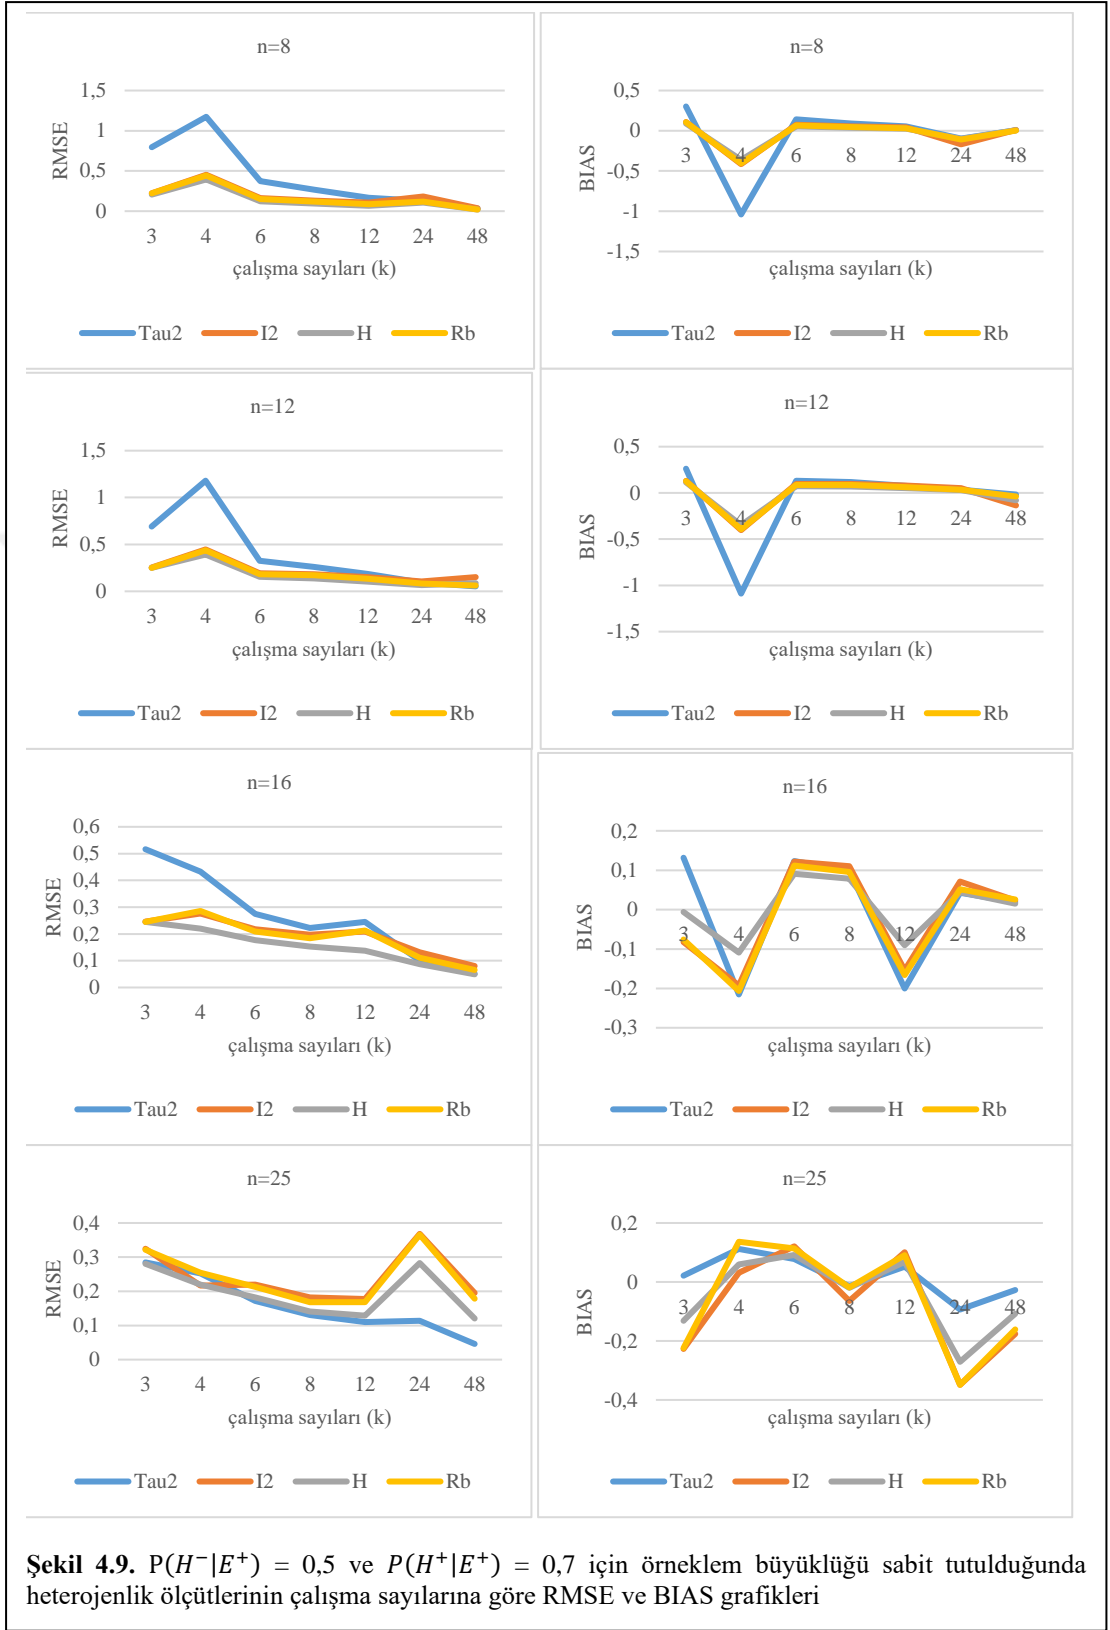 n=8
1,5
1
0,5
0
RMSE
3 4 6 8 12 24 48
çalışma sayıları (k)
Tau2 I2 H Rb
n=8
0,5
0
-0,5
-1
-1,5
BIAS
3 4 6 8 12 24 48
çalışma sayıları (k)
Tau2 I2 H Rb
n=12
1,5
1
0,5
0
RMSE
3 4 6 8 12 24 48
çalışma sayıları (k)
Tau2 I2 H Rb
n=12
0,5
0
-0,5
-1
-1,5
BIAS
3 4 6 8 12 24 48
çalışma sayıları (k)
Tau2 I2 H Rb
n=16
0,6
0,5
0,4
0,3
0,2
0,1
0
RMSE
3 4 6 8 12 24 48
çalışma sayıları (k)
Tau2 I2 H Rb
n=16
0,2
0,1
0
-0,1
-0,2
-0,3
BIAS
3 4 6 8 12 24 48
çalışma sayıları (k)
Tau2 I2 H Rb
n=25
0,4
0,3
0,2
0,1
0
RMSE
3 4 6 8 12 24 48
çalışma sayıları (k)
Tau2 I2 H Rb
n=25
0,2
0
-0,2
-0,4
BIAS
3 4 6 8 12 24 48
çalışma sayıları (k)
Tau2 I2 H Rb
Şekil 4.9. P(H⁻|E⁺) = 0,5 ve P(H⁺|E⁺) = 0,7 için örneklem büyüklüğü sabit tutulduğunda
heterojenlik ölçütlerinin çalışma sayılarına göre RMSE ve BIAS grafikleri